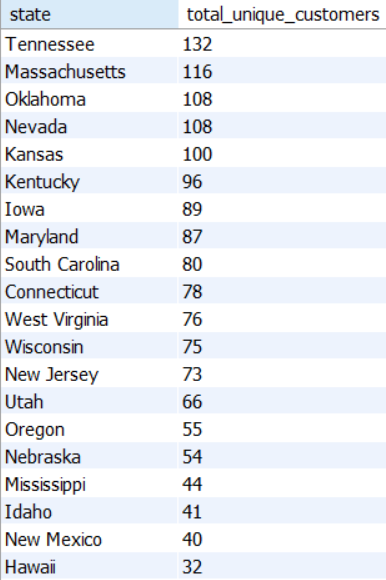 state total_unique_customers
Tennessee 132
Massachusetts 116
Oklahoma 108
Nevada 108
Kansas 100
Kentucky 96
Iowa 89
Maryland 87
South Carolina 80
Connecticut 78
West Virginia 76
Wisconsin 75
New Jersey 73
Utah 66
Oregon 55
Nebraska 54
Mississippi 44
Idaho 41
New Mexico 40
Hawaii 32